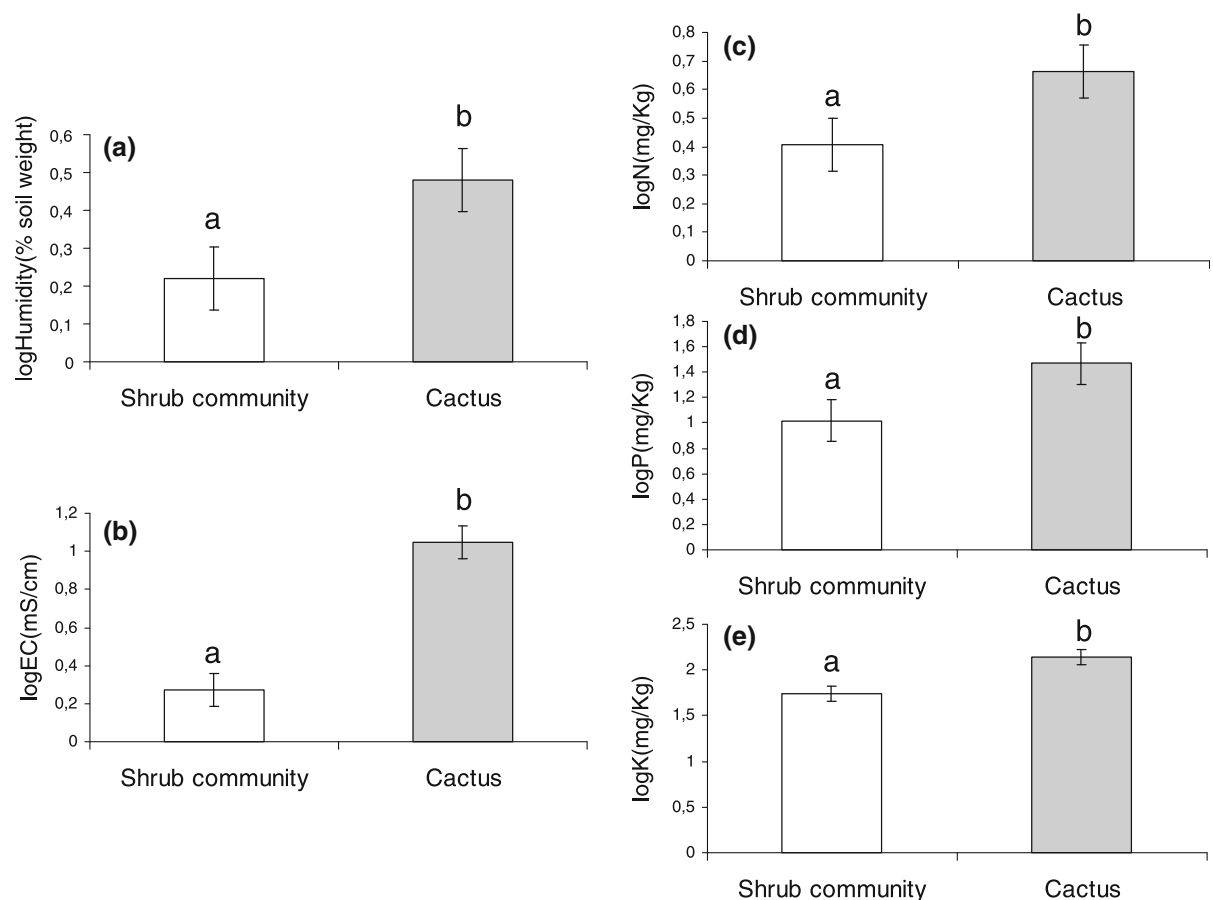 (a)
logHumidity(% soil weight)
0,6
0,5
0,4
0,3
0,2
0,1
0
a
b
Shrub community
Cactus
(b)
logEC(mS/cm)
1,2
1
0,8
0,6
0,4
0,2
0
a
b
Shrub community
Cactus
(c)
logN(mg/Kg)
0,8
0,7
0,6
0,5
0,4
0,3
0,2
0,1
0
a
b
Shrub community
Cactus
(d)
logP(mg/Kg)
1,8
1,6
1,4
1,2
1
0,8
0,6
0,4
0,2
0
a
b
Shrub community
Cactus
(e)
logK(mg/Kg)
2,5
2
1,5
1
0,5
0
a
b
Shrub community
Cactus